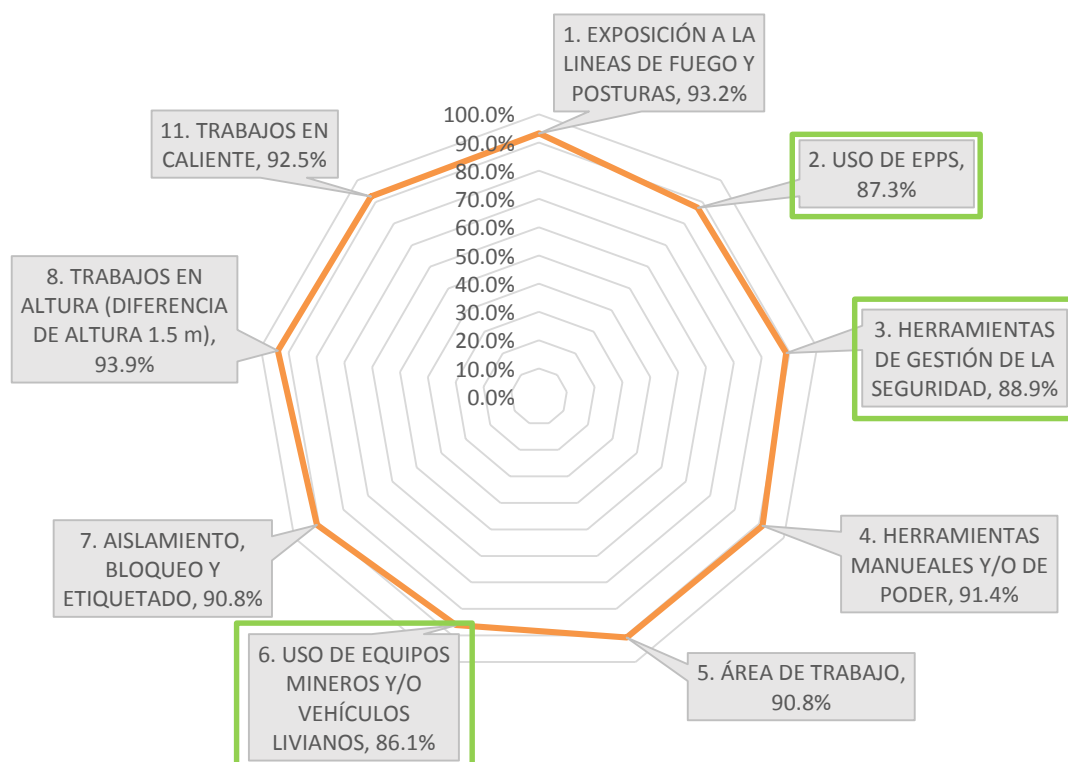 1. EXPOSICIÓN A LA
LINEAS DE FUEGO Y
POSTURAS, 93.2%
2. USO DE EPPS,
87.3%
3. HERRAMIENTAS
DE GESTIÓN DE LA
SEGURIDAD, 88.9%
4. HERRAMIENTAS
MANUEALES Y/O DE
PODER, 91.4%
5. ÁREA DE TRABAJO,
90.8%
6. USO DE EQUIPOS
MINEROS Y/O
VEHÍCULOS
LIVIANOS, 86.1%
7. AISLAMIENTO,
BLOQUEO Y
ETIQUETADO, 90.8%
8. TRABAJOS EN
ALTURA (DIFERENCIA
DE ALTURA 1.5 m),
93.9%
11. TRABAJOS EN
CALIENTE, 92.5%
100.0%
90.0%
80.0%
70.0%
60.0%
50.0%
40.0%
30.0%
20.0%
10.0%
0.0%